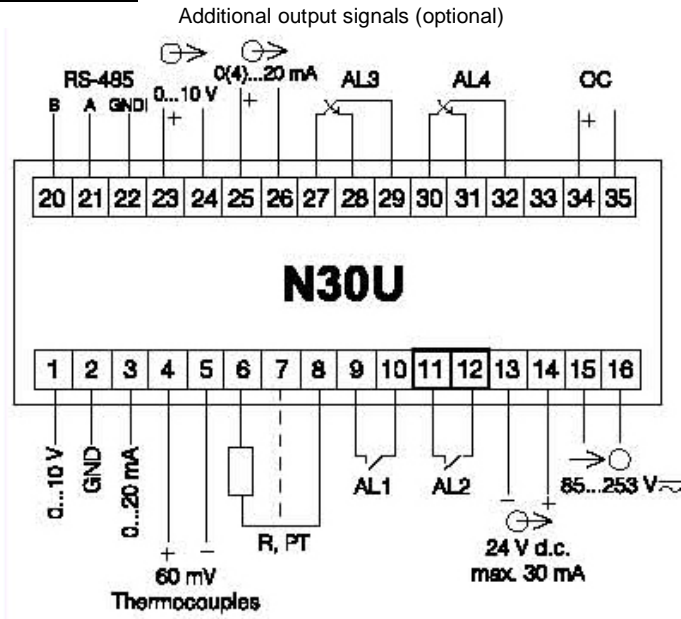 Additional output signals (optional)
RS-485
B A GNDI
0...10 V
+
0(4)...20 mA
+
AL3
AL4
OC
+
20 21 22 23 24 25 26 27 28 29 30 31 32 33 34 35
N30U
1 2 3 4 5 6 7 8 9 10 11 12 13 14 15 16
0...10 V
GND
0...20 mA
+ −
60 mV
Thermocouples
R, PT
AL1
AL2
− +
24 V d.c.
max. 30 mA
85...253 V